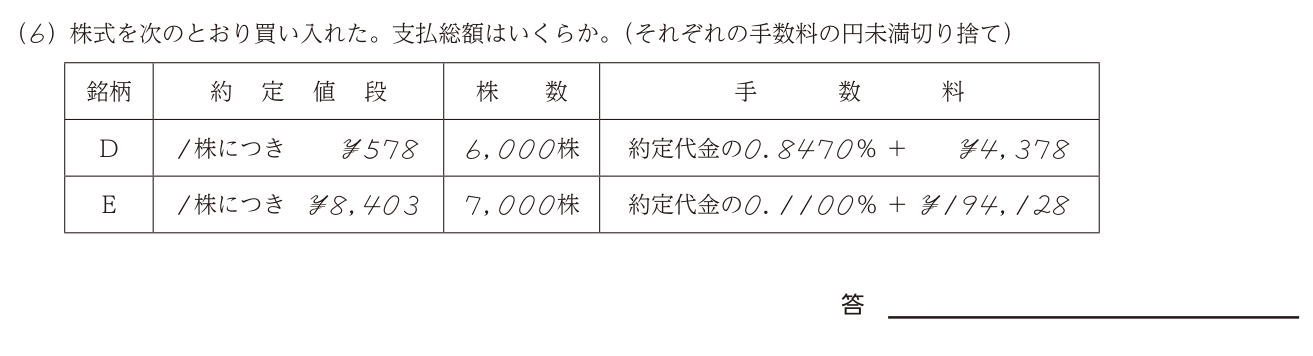 (6) 株式を次のとおり買い入れた。支払総額はいくらか。(それぞれの手数料の円未満切り捨て)
銘柄 約定値段 株数 手数料
D 1株につき ¥578 6,000株 約定代金の0.8470% + ¥4,378
E 1株につき ¥8,403 7,000株 約定代金の0.1100% + ¥194,128
答